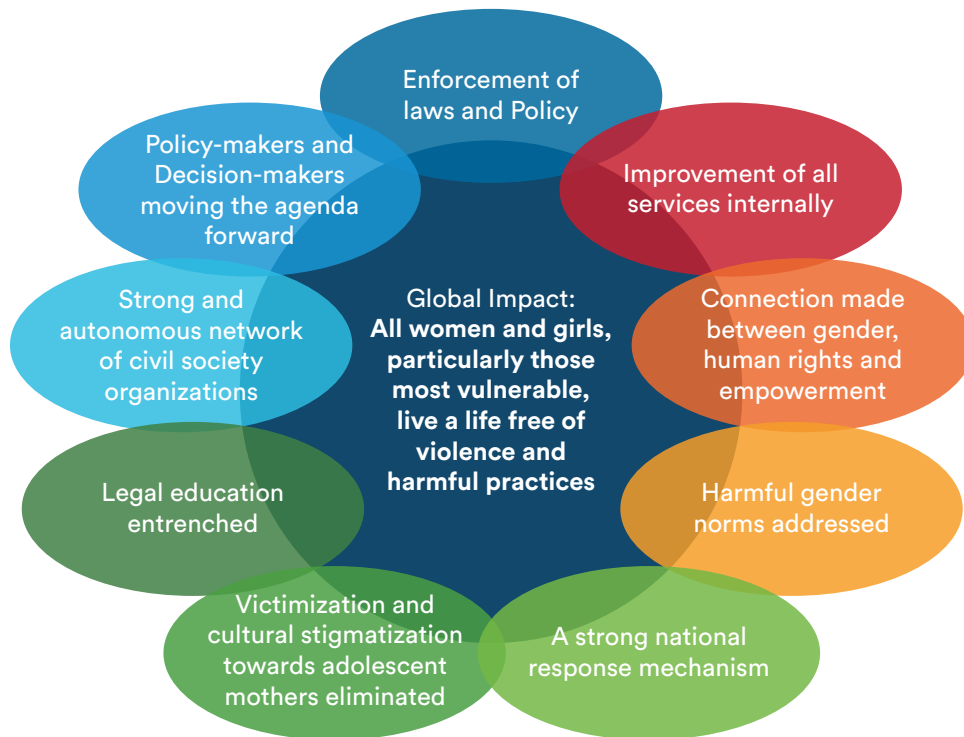 Enforcement of
laws and Policy
Improvement of all
services internally
Connection made
between gender,
human rights and
empowerment
Harmful gender
norms addressed
A strong national
response mechanism
Victimization and
cultural stigmatization
towards adolescent
mothers eliminated
Legal education
entrenched
Strong and
autonomous network
of civil society
organizations
Policy-makers and
Decision-makers
moving the agenda
forward
Global Impact:
All women and girls,
particularly those
most vulnerable,
live a life free of
violence and
harmful practices